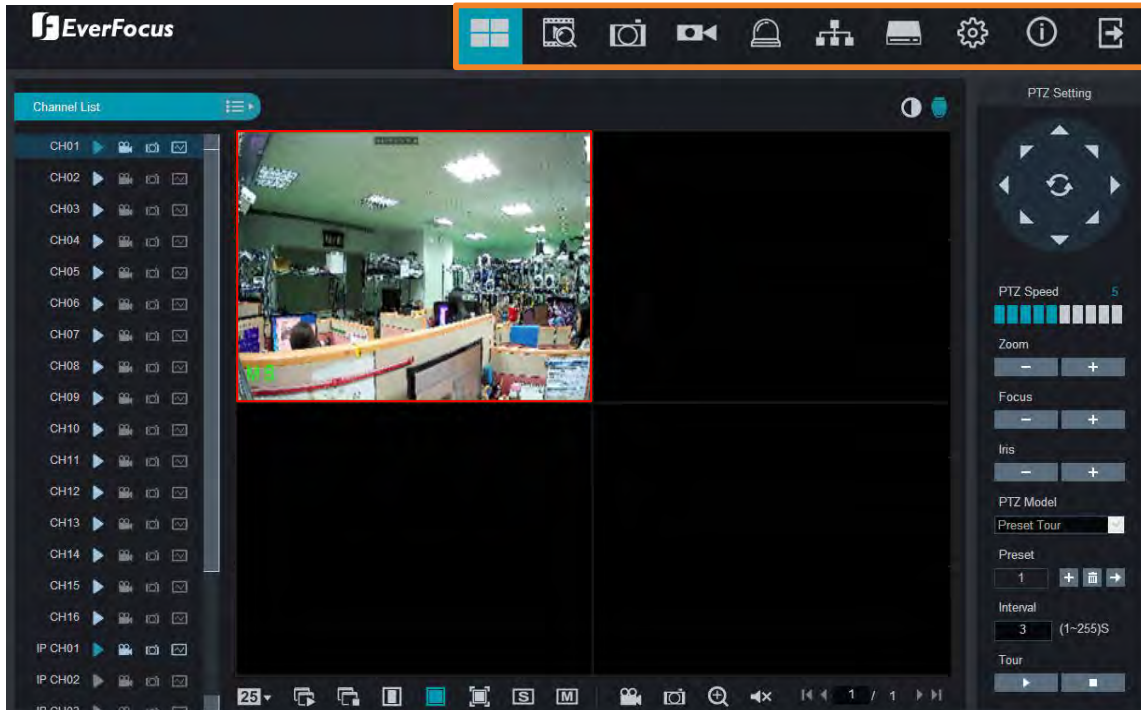 EverFocus
Channel List
PTZ Setting
CH01
CH02
CH03
CH04
CH05
CH06
CH07
CH08
CH09
CH10
CH11
CH12
CH13
CH14
CH15
CH16
IP CH01
IP CH02
IP CH03
M S
PTZ Speed 5
Zoom
- +
Focus
- +
Iris
- +
PTZ Model
Preset Tour
Preset
1
Interval
3 (1~255)S
Tour
25 S M 1 / 1